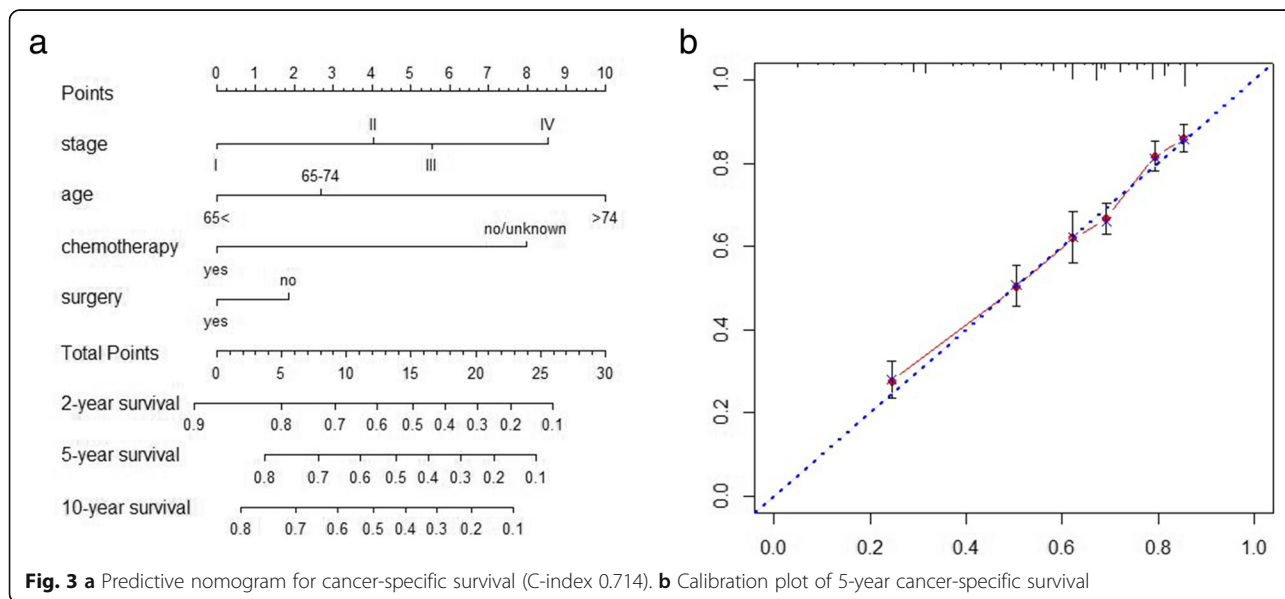 a
0 1 2 3 4 5 6 7 8 9 10
Points
II IV
stage
I III
65-74
age
65< >74
no/unknown
chemotherapy
yes
no
surgery
yes
Total Points
0 5 10 15 20 25 30
2-year survival
0.9 0.8 0.7 0.6 0.5 0.4 0.3 0.2 0.1
5-year survival
0.8 0.7 0.6 0.5 0.4 0.3 0.2 0.1
10-year survival
0.8 0.7 0.6 0.5 0.4 0.3 0.2 0.1
b
1.0
0.8
0.6
0.4
0.2
0.0
0.0 0.2 0.4 0.6 0.8 1.0
Fig. 3 a Predictive nomogram for cancer-specific survival (C-index 0.714). b Calibration plot of 5-year cancer-specific survival